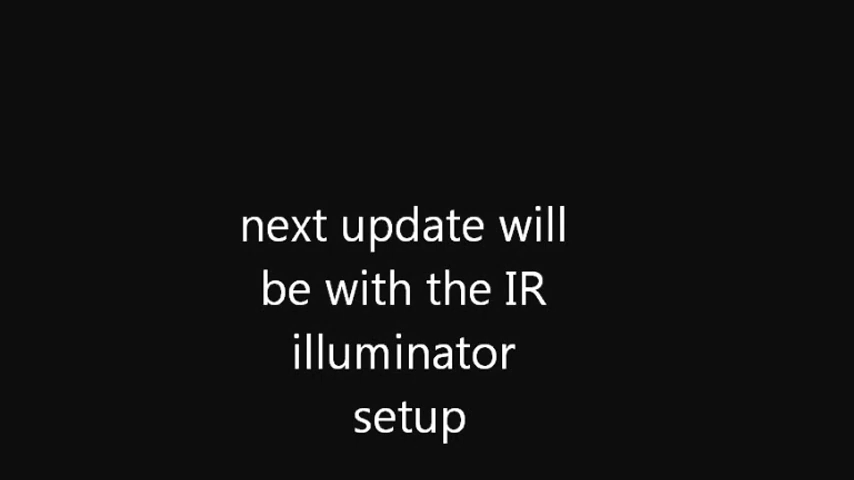 next update will
be with the IR
illuminator
setup